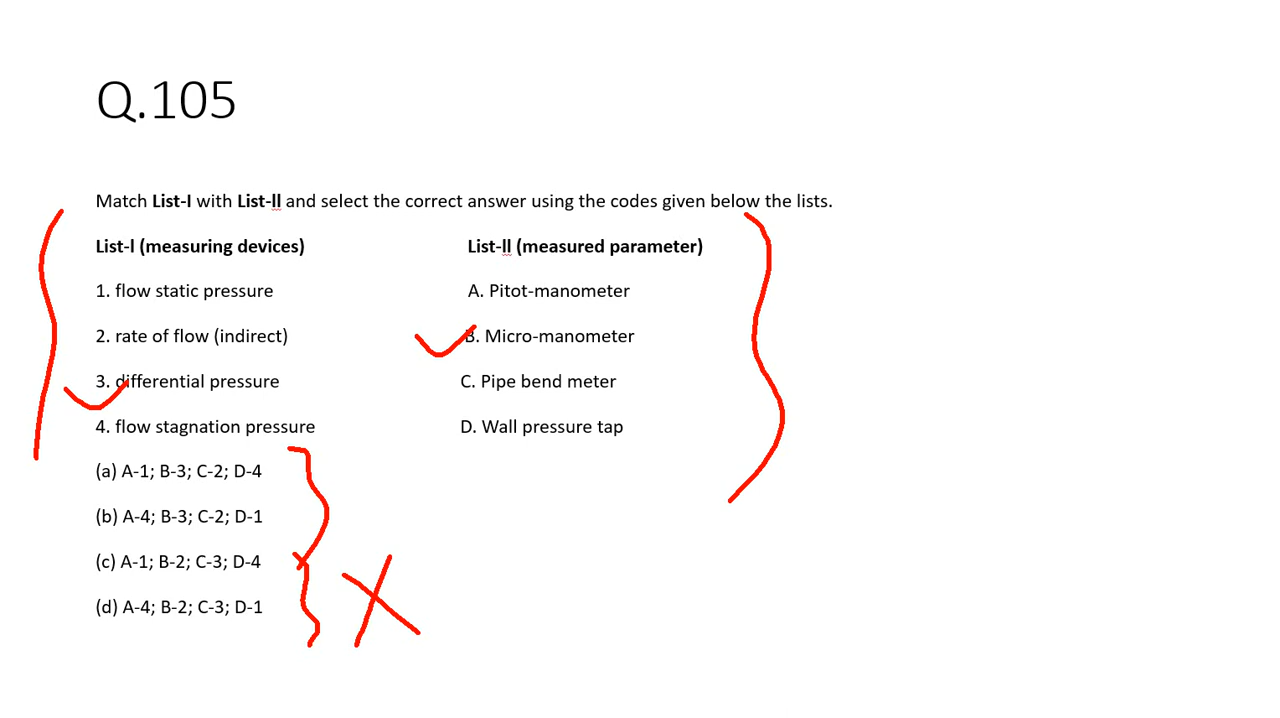 Q.105
Match List-I with List-ll and select the correct answer using the codes given below the lists.
List-l (measuring devices) List-ll (measured parameter)
1. flow static pressure A. Pitot-manometer
2. rate of flow (indirect) B. Micro-manometer
3. differential pressure C. Pipe bend meter
4. flow stagnation pressure D. Wall pressure tap
(a) A-1; B-3; C-2; D-4
(b) A-4; B-3; C-2; D-1
(c) A-1; B-2; C-3; D-4
(d) A-4; B-2; C-3; D-1